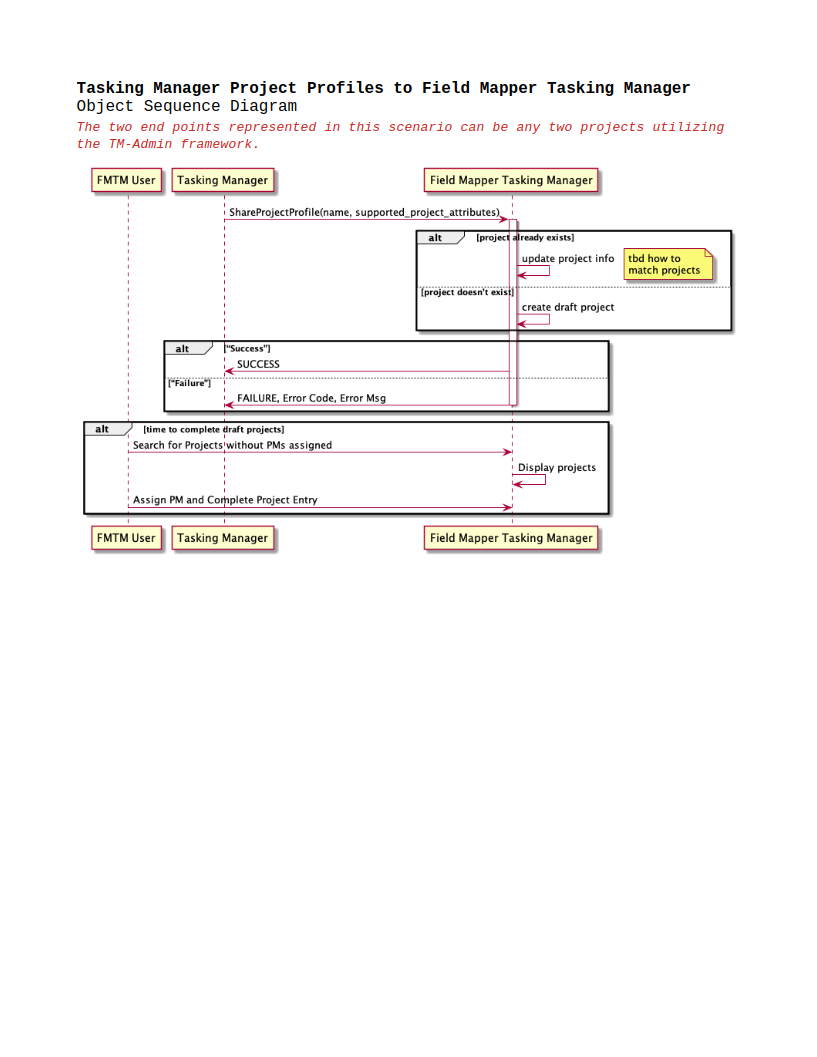 Tasking Manager Project Profiles to Field Mapper Tasking Manager
Object Sequence Diagram
The two end points represented in this scenario can be any two projects utilizing
the TM-Admin framework.
FMTM User Tasking Manager Field Mapper Tasking Manager
ShareProjectProfile(name, supported_project_attributes)
alt [project already exists]
update project info
tbd how to
match projects
[project doesn't exist]
create draft project
alt ["Success"]
SUCCESS
["Failure"]
FAILURE, Error Code, Error Msg
alt [time to complete draft projects]
Search for Projects without PMs assigned
Display projects
Assign PM and Complete Project Entry
FMTM User Tasking Manager Field Mapper Tasking Manager